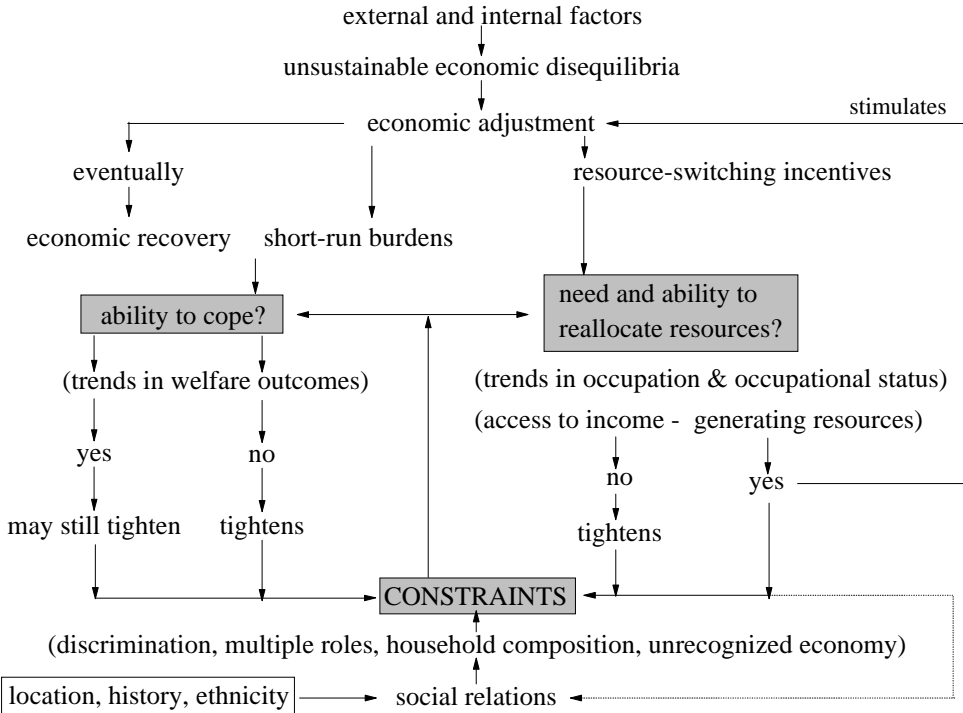 external and internal factors
unsustainable economic disequilibria
stimulates
economic adjustment
eventually
resource-switching incentives
economic recovery
short-run burdens
ability to cope?
need and ability to
reallocate resources?
(trends in welfare outcomes)
(trends in occupation & occupational status)
(access to income - generating resources)
yes
no
no
yes
may still tighten
tightens
tightens
CONSTRAINTS
(discrimination, multiple roles, household composition, unrecognized economy)
location, history, ethnicity
social relations